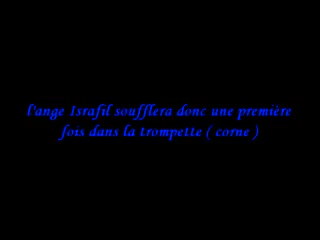 l'ange Israfil soufflera donc une première
fois dans la trompette ( corne )